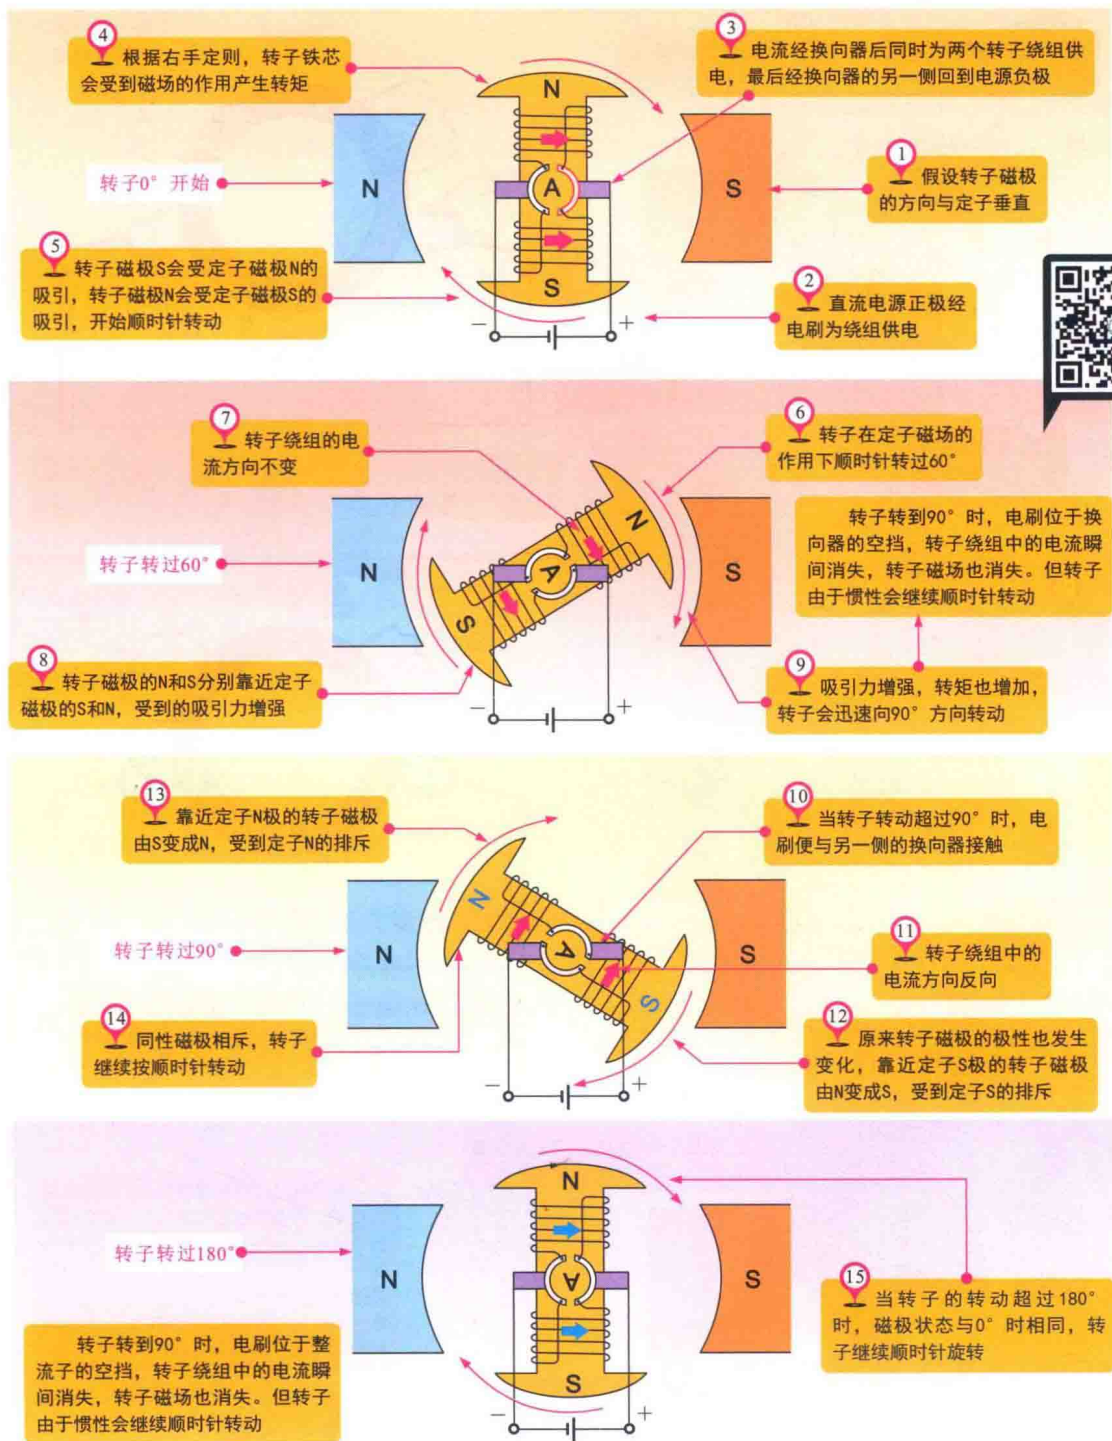 4
根据右手定则，转子铁芯
会受到磁场的作用产生转矩
3
电流经换向器后同时为两个转子绕组供
电，最后经换向器的另一侧回到电源负极
转子0°开始
N
N
A
S
S
1
假设转子磁极
的方向与定子垂直
5
转子磁极S会受定子磁极N的
吸引，转子磁极N会受定子磁极S的
吸引，开始顺时针转动
2
直流电源正极经
电刷为绕组供电
− +
7
转子绕组的电
流方向不变
6
转子在定子磁场的
作用下顺时针转过60°
转子转过60°
N
N
A
S
S
转子转到90°时，电刷位于换
向器的空挡，转子绕组中的电流瞬
间消失，转子磁场也消失。但转子
由于惯性会继续顺时针转动
8
转子磁极的N和S分别靠近定子
磁极的S和N，受到的吸引力增强
9
吸引力增强，转矩也增加，
转子会迅速向90°方向转动
− +
13
靠近定子N极的转子磁极
由S变成N，受到定子N的排斥
10
当转子转动超过90°时，电
刷便与另一侧的换向器接触
转子转过90°
N
N
A
S
S
11
转子绕组中的
电流方向反向
14
同性磁极相斥，转子
继续按顺时针转动
12
原来转子磁极的极性也发生
变化，靠近定子S极的转子磁极
由N变成S，受到定子S的排斥
− +
转子转过180°
N
N
A
S
S
15
当转子的转动超过180°
时，磁极状态与0°时相同，转
子继续顺时针旋转
转子转到90°时，电刷位于整
流子的空挡，转子绕组中的电流瞬
间消失，转子磁场也消失。但转子
由于惯性会继续顺时针转动
− +